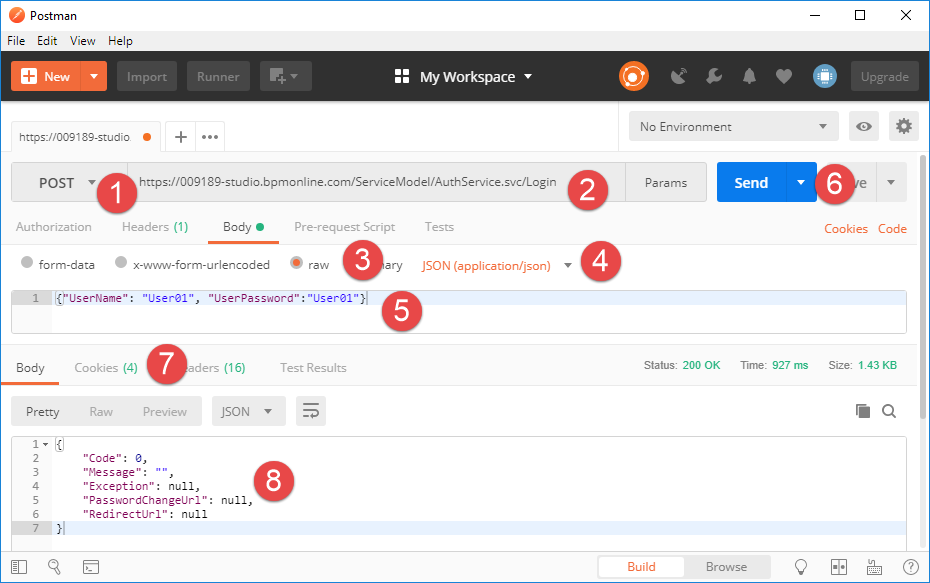 Postman
File Edit View Help
New Import Runner My Workspace Upgrade
https://009189-studio ••• No Environment
POST 1 https://009189-studio.bpmonline.com/ServiceModel/AuthService.svc/Login 2 Params Send 6 ve
Authorization Headers (1) Body Pre-request Script Tests Cookies Code
form-data x-www-form-urlencoded raw 3 ary JSON (application/json) 4
1 {"UserName": "User01", "UserPassword":"User01"} 5
Body Cookies (4) 7 aders (16) Test Results Status: 200 OK Time: 927 ms Size: 1.43 KB
Pretty Raw Preview JSON
1 {
2 "Code": 0,
3 "Message": "",
4 "Exception": null, 8
5 "PasswordChangeUrl": null,
6 "RedirectUrl": null
7 }
Build Browse